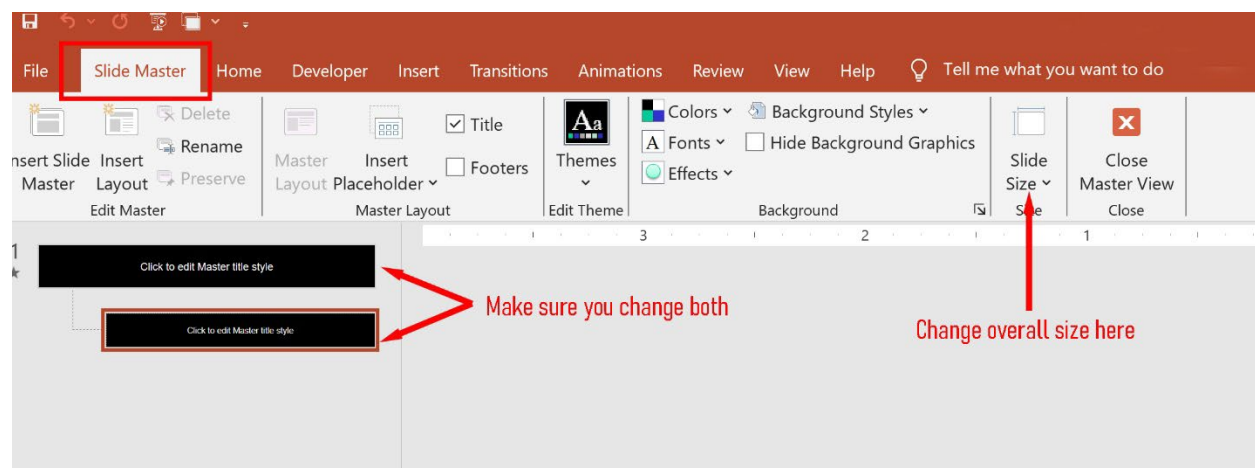 File Slide Master Home Developer Insert Transitions Animations Review View Help Tell me what you want to do
Delete
Rename
Preserve
nsert Slide Insert
Master Layout
Edit Master
Master Insert
Layout Placeholder
Title
Footers
Master Layout
Aa
Themes
Edit Theme
Colors Background Styles
A Fonts Hide Background Graphics
Effects
Background
Slide
Size
Close
Master View
Close
3 2 1
1
Click to edit Master title style
Click to edit Master title style
Make sure you change both
Change overall size here